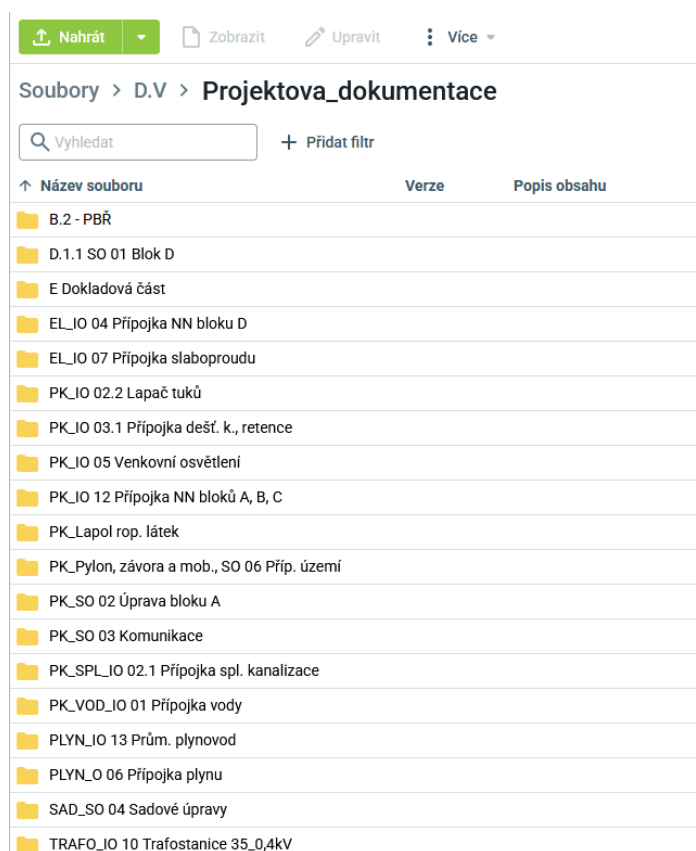 Nahrát Zobrazit Upravit Více
Soubory > D.V > Projektova_dokumentace
Vyhledat + Přidat filtr
↑ Název souboru Verze Popis obsahu
B.2 - PBŘ
D.1.1 SO 01 Blok D
E Dokladová část
EL_IO 04 Přípojka NN bloku D
EL_IO 07 Přípojka slaboproudu
PK_IO 02.2 Lapač tuků
PK_IO 03.1 Přípojka dešť. k., retence
PK_IO 05 Venkovní osvětlení
PK_IO 12 Přípojka NN bloků A, B, C
PK_Lapol rop. látek
PK_Pylon, závora a mob., SO 06 Příp. území
PK_SO 02 Úprava bloku A
PK_SO 03 Komunikace
PK_SPL_IO 02.1 Přípojka spl. kanalizace
PK_VOD_IO 01 Přípojka vody
PLYN_IO 13 Prům. plynovod
PLYN_O 06 Přípojka plynu
SAD_SO 04 Sadové úpravy
TRAFO_IO 10 Trafostanice 35_0,4kV